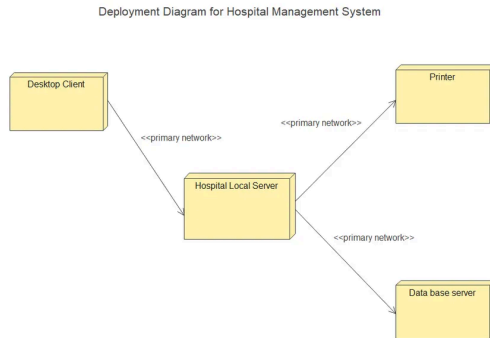 Deployment Diagram for Hospital Management System
Desktop Client
Printer
<<primary network>>
<<primary network>>
Hospital Local Server
<<primary network>>
Data base server